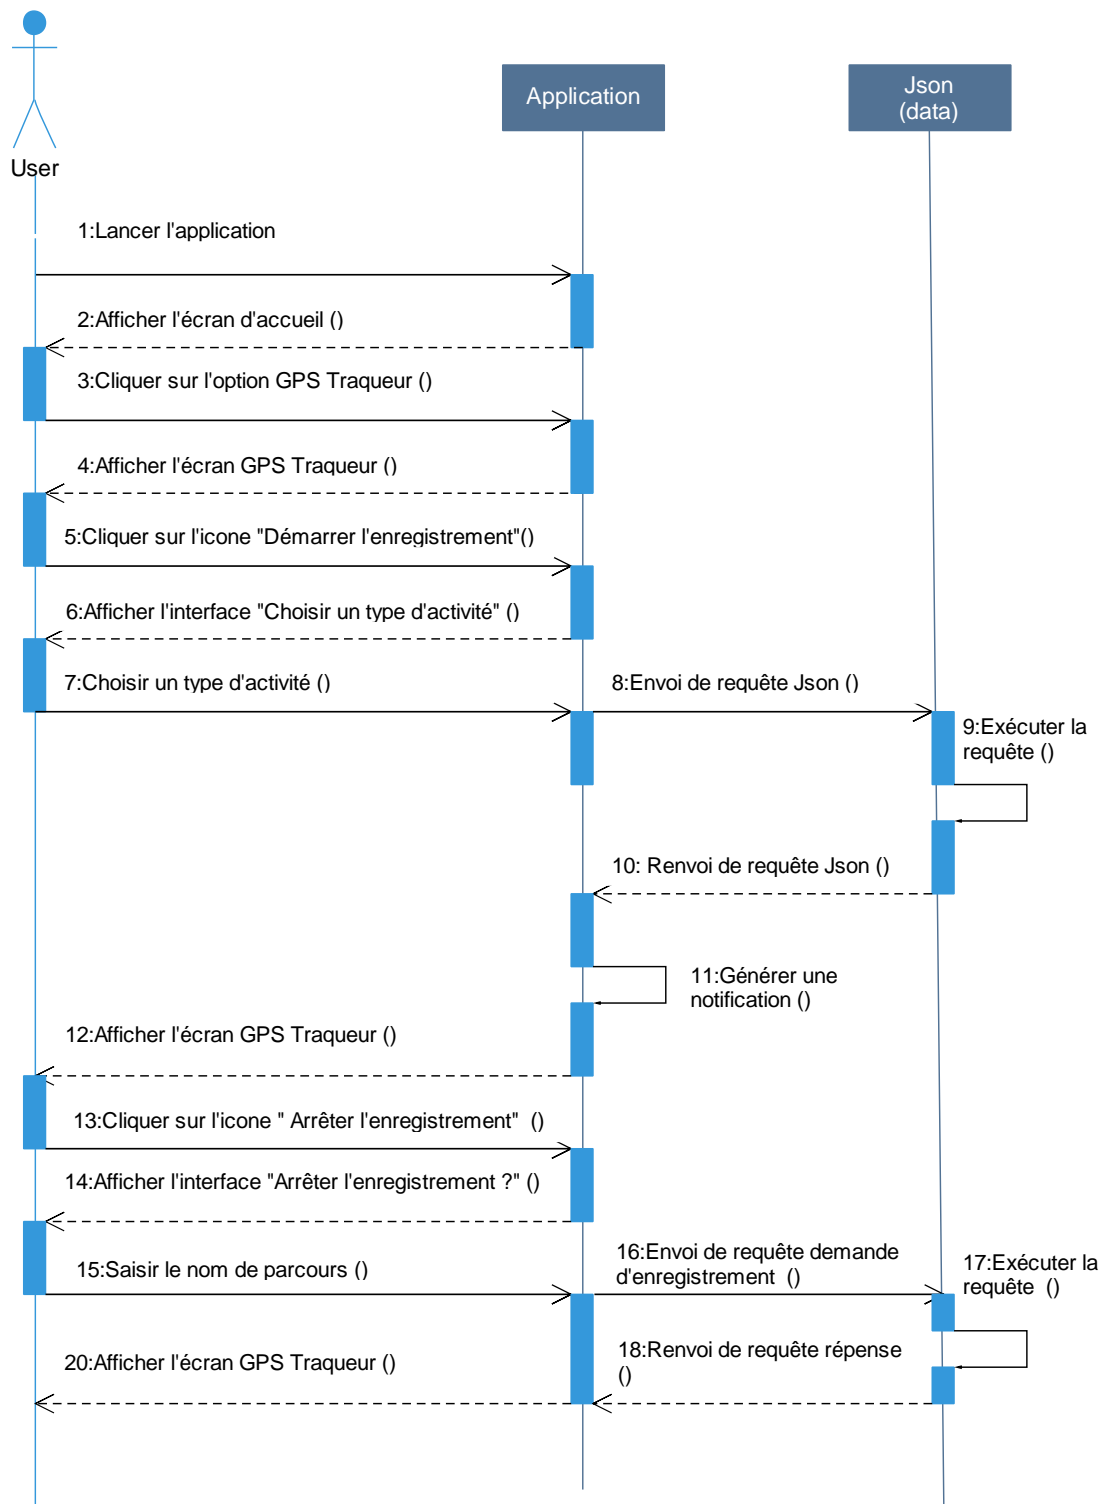 Application
Json
(data)
User
1:Lancer l'application
2:Afficher l'écran d'accueil ()
3:Cliquer sur l'option GPS Traqueur ()
4:Afficher l'écran GPS Traqueur ()
5:Cliquer sur l'icone "Démarrer l'enregistrement"()
6:Afficher l'interface "Choisir un type d'activité" ()
7:Choisir un type d'activité ()
8:Envoi de requête Json ()
9:Exécuter la
requête ()
10: Renvoi de requête Json ()
11:Générer une
notification ()
12:Afficher l'écran GPS Traqueur ()
13:Cliquer sur l'icone " Arrêter l'enregistrement"  ()
14:Afficher l'interface "Arrêter l'enregistrement ?" ()
15:Saisir le nom de parcours ()
16:Envoi de requête demande
d'enregistrement  ()
17:Exécuter la
requête  ()
18:Renvoi de requête répense
()
20:Afficher l'écran GPS Traqueur ()